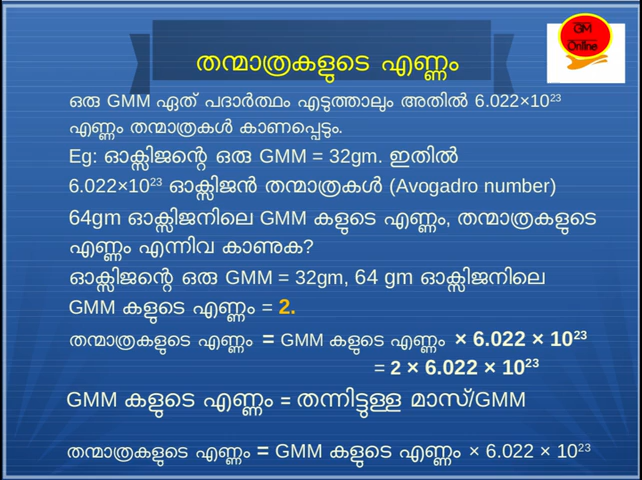 GM
Online
തന്മാത്രകളുടെ എണ്ണം
ഒരു GMM ഏത് പദാർത്ഥം എടുത്താലും അതിൽ 6.022×10²³
എണ്ണം തന്മാത്രകൾ കാണപ്പെടും.
Eg: ഓക്സിജന്റെ ഒരു GMM = 32gm. ഇതിൽ
6.022×10²³ ഓക്സിജൻ തന്മാത്രകൾ (Avogadro number)
64gm ഓക്സിജനിലെ GMM കളുടെ എണ്ണം, തന്മാത്രകളുടെ
എണ്ണം എന്നിവ കാണുക?
ഓക്സിജന്റെ ഒരു GMM = 32gm, 64 gm ഓക്സിജനിലെ
GMM കളുടെ എണ്ണം = 2.
തന്മാത്രകളുടെ എണ്ണം = GMM കളുടെ എണ്ണം × 6.022 × 10²³
= 2 × 6.022 × 10²³
GMM കളുടെ എണ്ണം = തന്നിട്ടുള്ള മാസ്/GMM
തന്മാത്രകളുടെ എണ്ണം = GMM കളുടെ എണ്ണം × 6.022 × 10²³